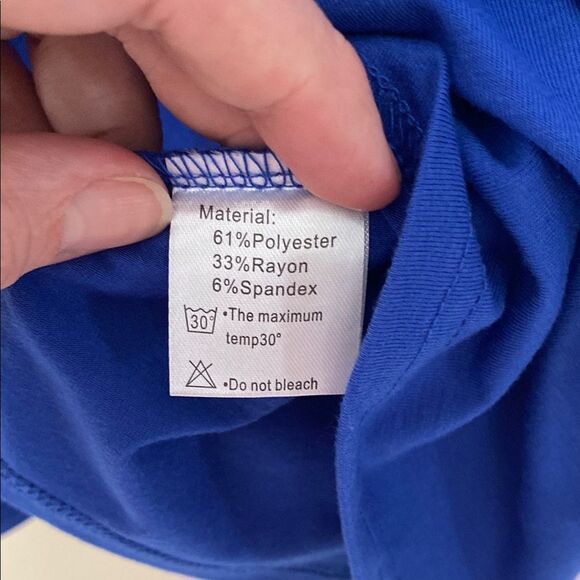 Material:
61%Polyester
33%Rayon
6%Spandex
30° •The maximum
temp30°
•Do not bleach